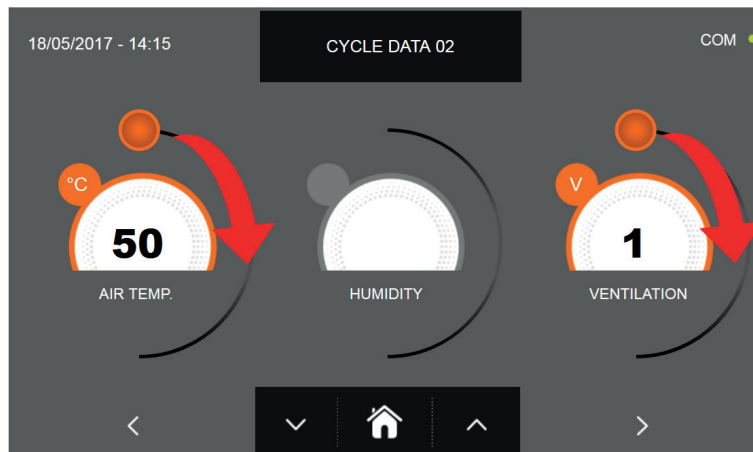 18/05/2017 - 14:15
CYCLE DATA 02
COM
°C
V
50
1
AIR TEMP.
HUMIDITY
VENTILATION